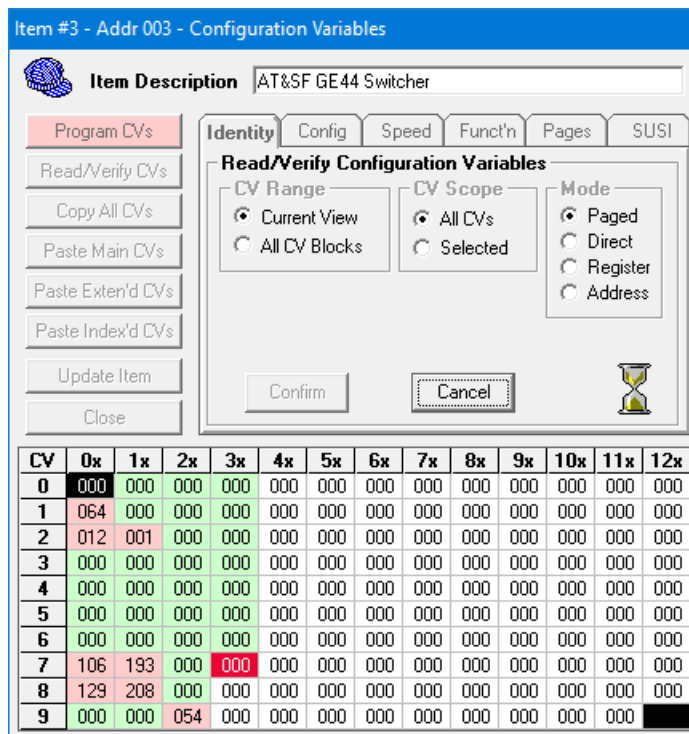 Item #3 - Addr 003 - Configuration Variables
Item Description AT&SF GE44 Switcher
Program CVs
Read/Verify CVs
Copy All CVs
Paste Main CVs
Paste Exten'd CVs
Paste Index'd CVs
Update Item
Close
Identity Config Speed Funct'n Pages SUSI
Read/Verify Configuration Variables
CV Range
Current View
All CV Blocks
CV Scope
All CVs
Selected
Mode
Paged
Direct
Register
Address
Confirm Cancel
CV 0x 1x 2x 3x 4x 5x 6x 7x 8x 9x 10x 11x 12x
0 000 000 000 000 000 000 000 000 000 000 000 000 000
1 064 000 000 000 000 000 000 000 000 000 000 000 000
2 012 001 000 000 000 000 000 000 000 000 000 000 000
3 000 000 000 000 000 000 000 000 000 000 000 000 000
4 000 000 000 000 000 000 000 000 000 000 000 000 000
5 000 000 000 000 000 000 000 000 000 000 000 000 000
6 000 000 000 000 000 000 000 000 000 000 000 000 000
7 106 193 000 000 000 000 000 000 000 000 000 000 000
8 129 208 000 000 000 000 000 000 000 000 000 000 000
9 000 000 054 000 000 000 000 000 000 000 000 000